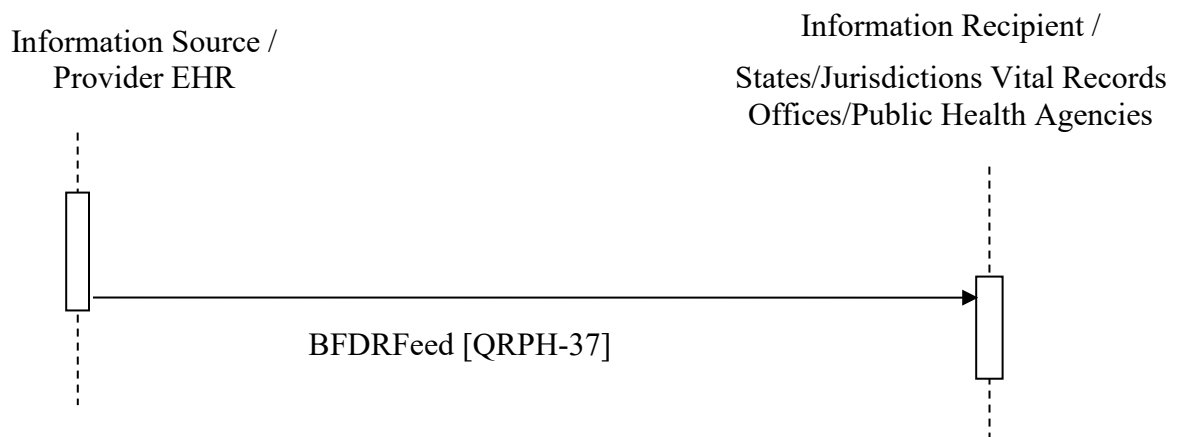 Information Source /
Provider EHR
Information Recipient /
States/Jurisdictions Vital Records
Offices/Public Health Agencies
BFDRFeed [QRPH-37]